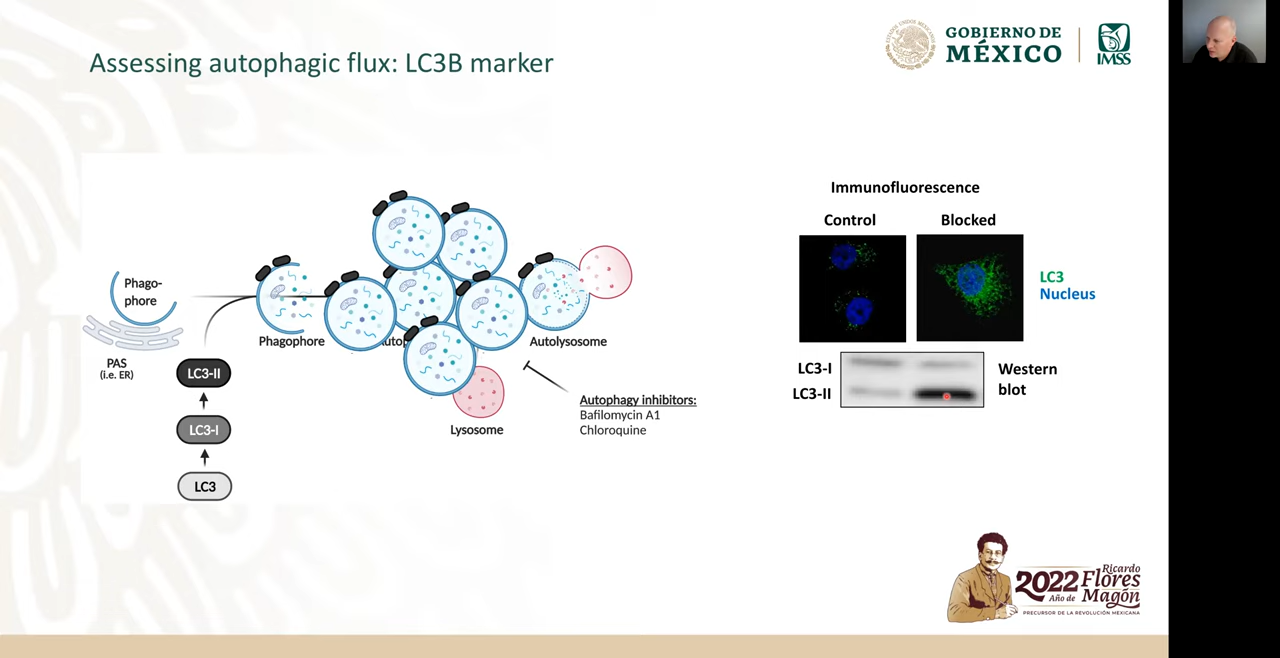 Assessing autophagic flux: LC3B marker
GOBIERNO DE
MÉXICO
IMSS
Immunofluorescence
Control
Blocked
LC3
Nucleus
LC3-I
LC3-II
Western
blot
Phago-
phore
PAS
(i.e. ER)
LC3-II
LC3-I
LC3
Phagophore
Autop
Autolysosome
Lysosome
Autophagy inhibitors:
Bafilomycin A1
Chloroquine
2022
Año de
Ricardo
Flores
Magón
PRECURSOR DE LA REVOLUCIÓN MEXICANA